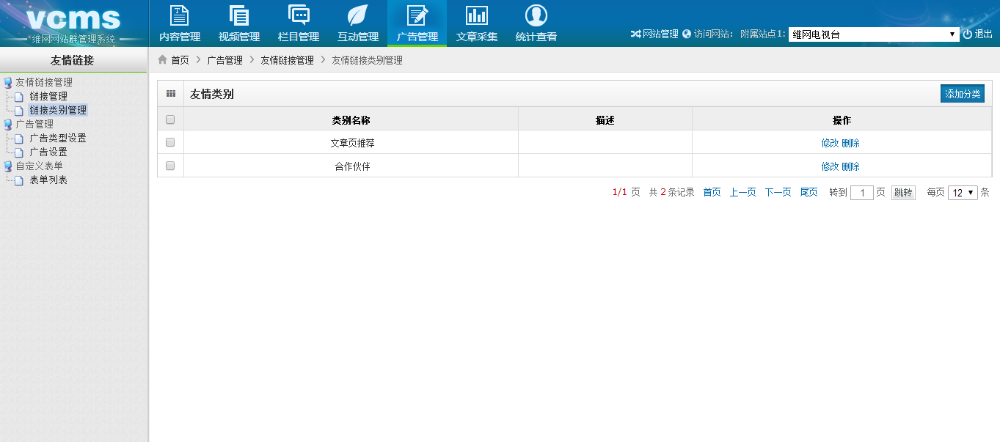 vcms
维网网站群管理系统
内容管理 视频管理 栏目管理 互动管理 广告管理 文章采集 统计查看
网站管理 访问网站: 附属站点1: 维网电视台 退出
友情链接
首页 > 广告管理 > 友情链接管理 > 友情链接类别管理
友情链接管理
链接管理
链接类别管理
广告管理
广告类型设置
广告设置
自定义表单
表单列表
友情类别 添加分类
类别名称 描述 操作
文章页推荐 修改 删除
合作伙伴 修改 删除
1/1 页 共 2 条记录 首页 上一页 下一页 尾页 转到 1 页 跳转 每页 12 条